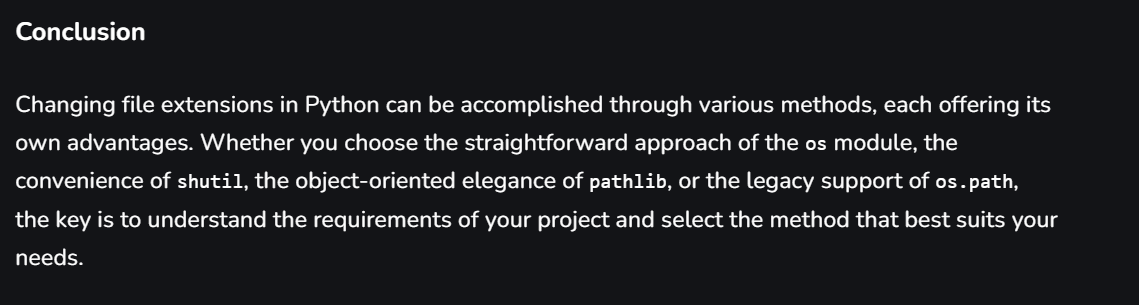 Conclusion
Changing file extensions in Python can be accomplished through various methods, each offering its
own advantages. Whether you choose the straightforward approach of the os module, the
convenience of shutil, the object-oriented elegance of pathlib, or the legacy support of os.path,
the key is to understand the requirements of your project and select the method that best suits your
needs.